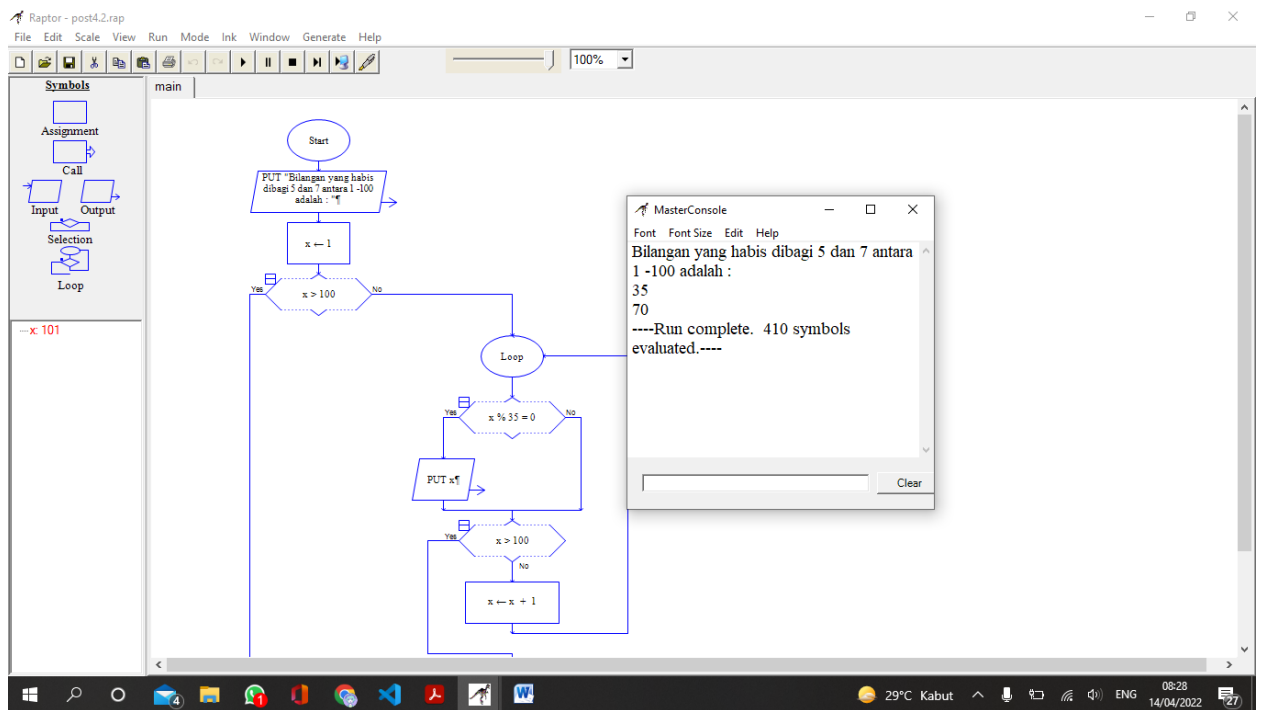 Raptor - post4.2.rap
File Edit Scale View Run Mode Ink Window Generate Help
100%
Symbols
Assignment
Call
Input Output
Selection
Loop
x: 101
main
Start
PUT "Bilangan yang habis
dibagi 5 dan 7 antara 1 -100
adalah : "¶
x ← 1
Yes
x > 100
No
Loop
Yes
x % 35 = 0
No
PUT x¶
Yes
x > 100
No
x ← x + 1
MasterConsole
Font Font Size Edit Help
Bilangan yang habis dibagi 5 dan 7 antara
1 -100 adalah :
35
70
----Run complete. 410 symbols
evaluated.----
Clear
4
1
29°C Kabut
ENG
08:28
14/04/2022
27